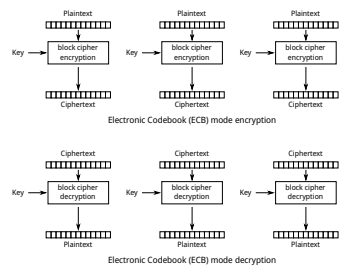 Plaintext Plaintext Plaintext
Key block cipher encryption Key block cipher encryption Key block cipher encryption
Ciphertext Ciphertext Ciphertext
Electronic Codebook (ECB) mode encryption
Ciphertext Ciphertext Ciphertext
Key block cipher decryption Key block cipher decryption Key block cipher decryption
Plaintext Plaintext Plaintext
Electronic Codebook (ECB) mode decryption